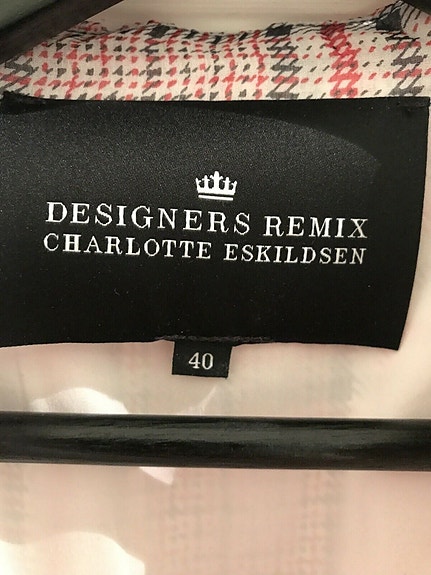 DESIGNERS REMIX
CHARLOTTE ESKILDSEN
40